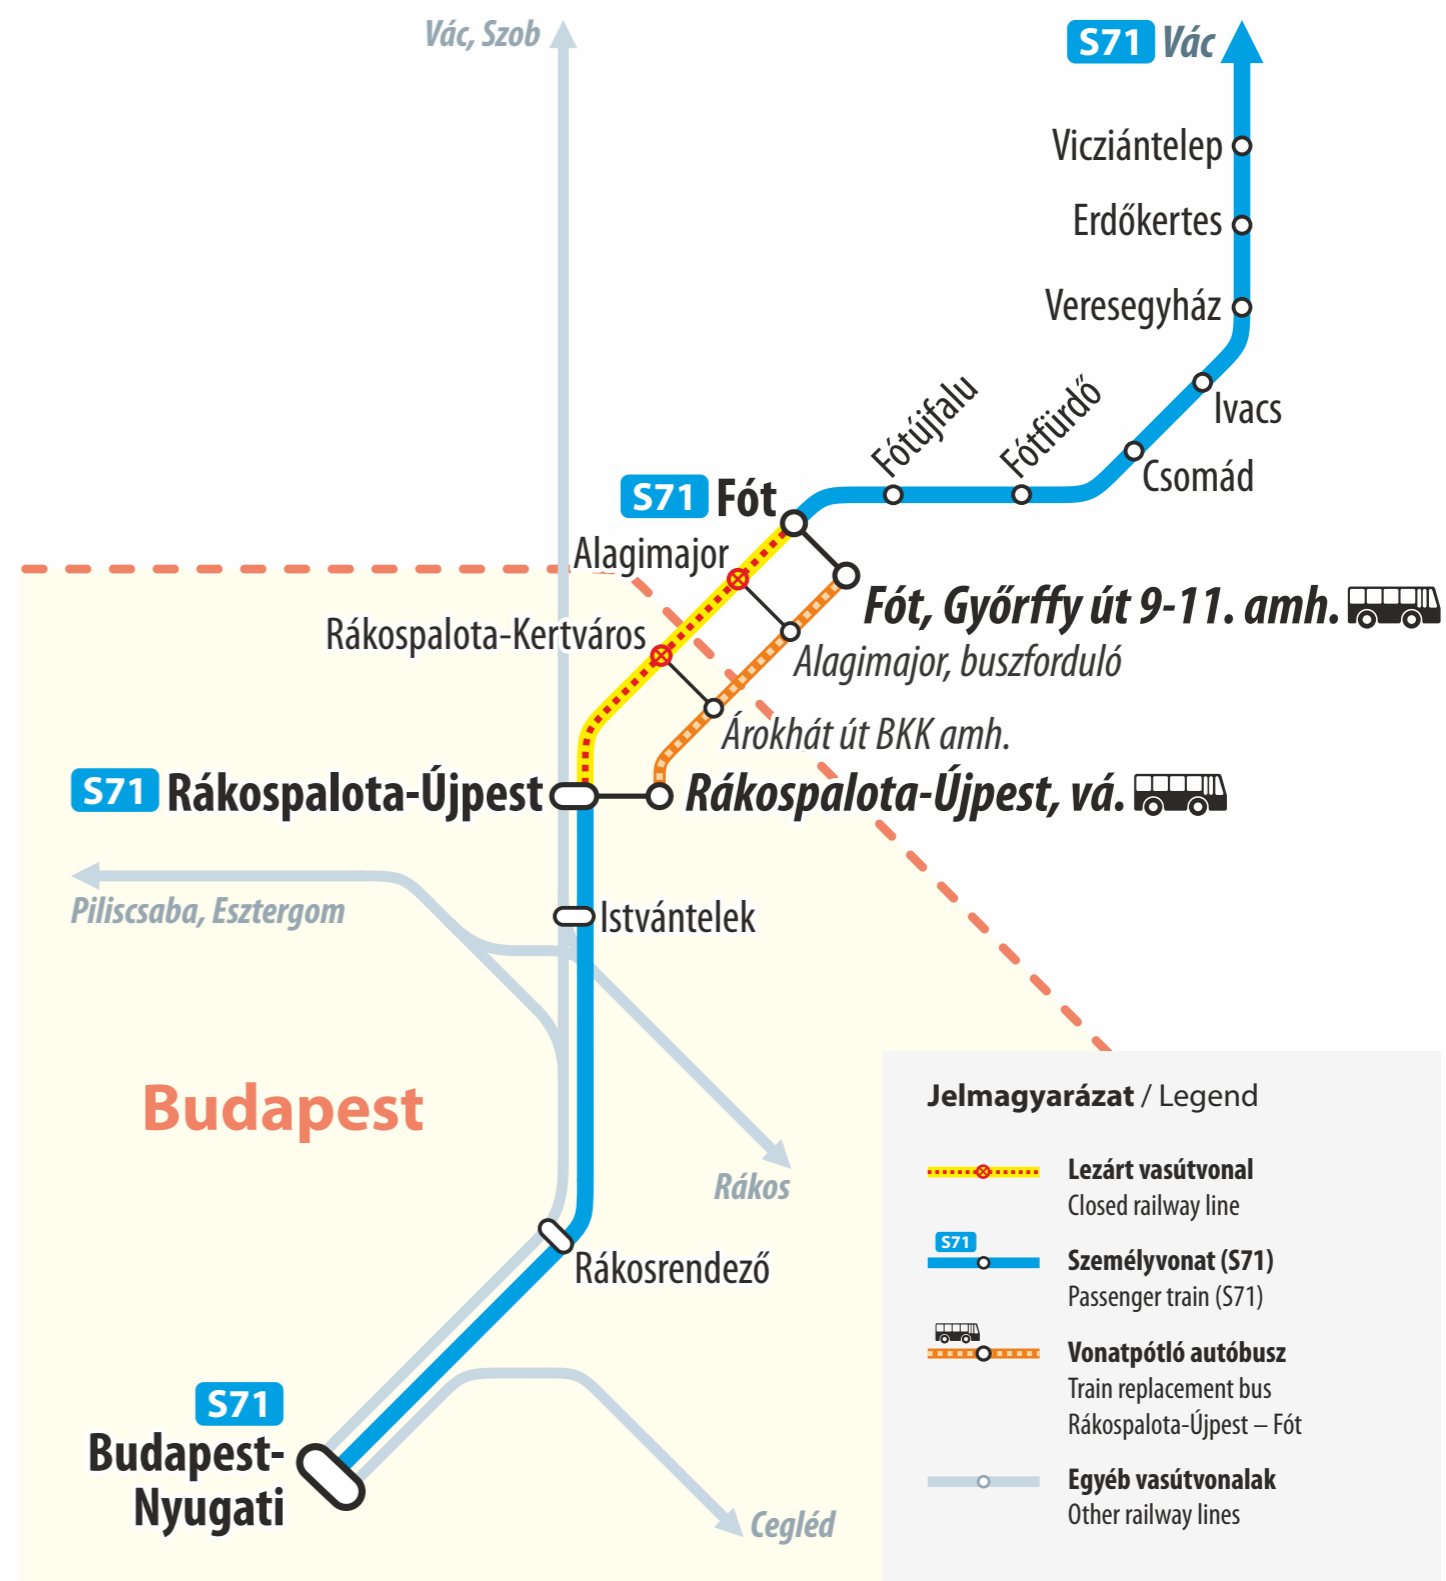 Vác, Szob
S71 Vác
Vicziántelep
Erdőkertes
Veresegyház
Ivacs
Csomád
Fótfürdő
Fótújfalu
S71 Fót
Alagimajor
Rákospalota-Kertváros
Fót, Győrffy út 9-11. amh.
Alagimajor, buszforduló
Árokhát út BKK amh.
S71 Rákospalota-Újpest
Rákospalota-Újpest, vá.
Piliscsaba, Esztergom
Istvántelek
Budapest
Rákos
Rákosrendező
S71
Budapest-
Nyugati
Cegléd
Jelmagyarázat / Legend
Lezárt vasútvonal
Closed railway line
S71
Személyvonat (S71)
Passenger train (S71)
Vonatpótló autóbusz
Train replacement bus
Rákospalota-Újpest – Fót
Egyéb vasútvonalak
Other railway lines